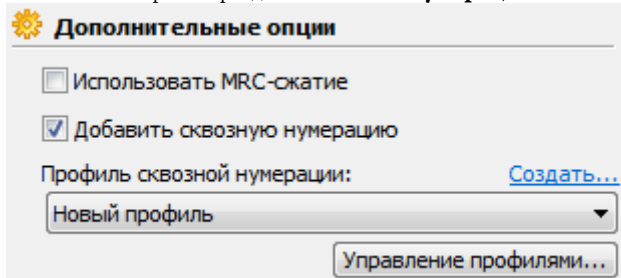 Дополнительные опции
Использовать MRC-сжатие
Добавить сквозную нумерацию
Профиль сквозной нумерации: Создать...
Новый профиль
Управление профилями...